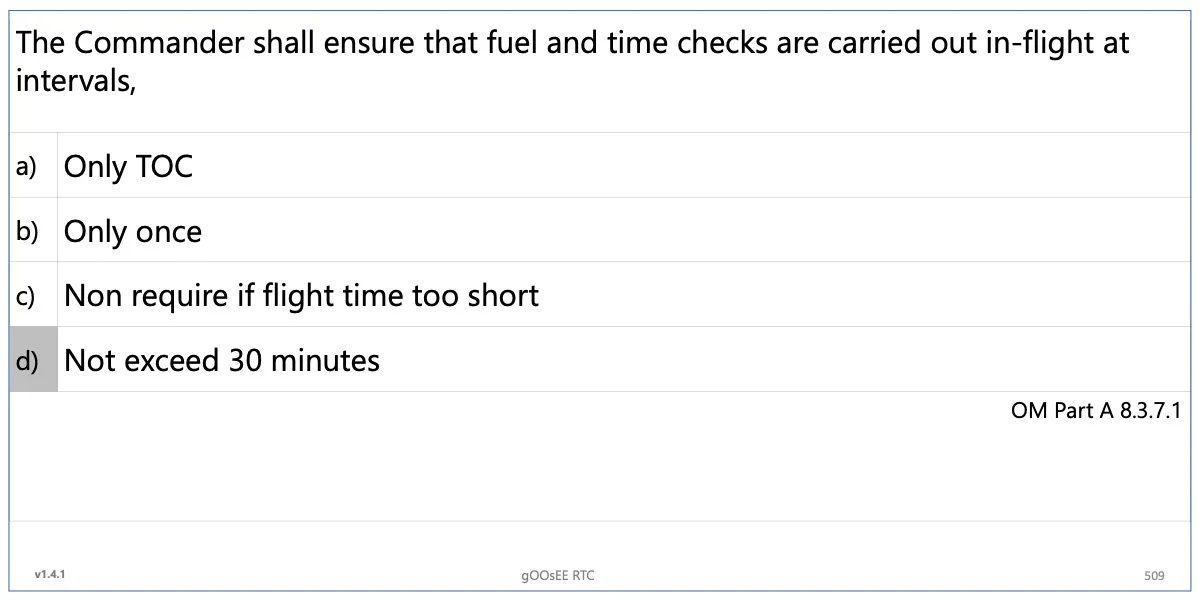 The Commander shall ensure that fuel and time checks are carried out in-flight at
intervals,
a) Only TOC
b) Only once
c) Non require if flight time too short
d) Not exceed 30 minutes
OM Part A 8.3.7.1
v1.4.1 gOOsEE RTC 509